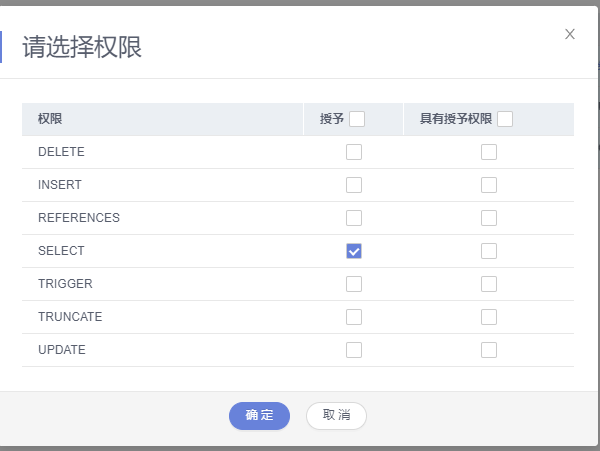 请选择权限
权限 授予 具有授予权限
DELETE
INSERT
REFERENCES
SELECT
TRIGGER
TRUNCATE
UPDATE
确定 取消